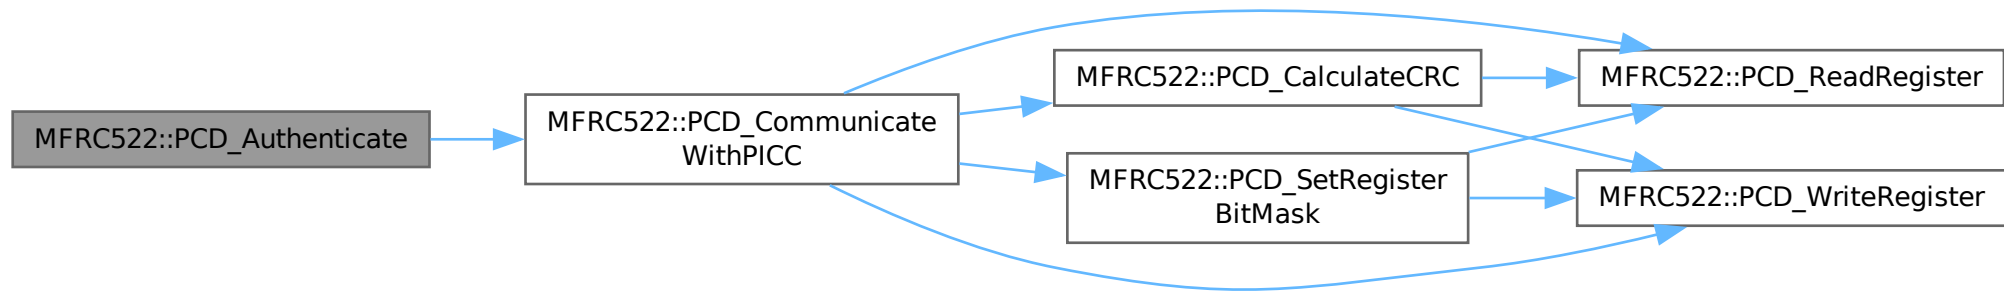 MFRC522::PCD_Authenticate
MFRC522::PCD_Communicate
WithPICC
MFRC522::PCD_CalculateCRC
MFRC522::PCD_SetRegister
BitMask
MFRC522::PCD_ReadRegister
MFRC522::PCD_WriteRegister